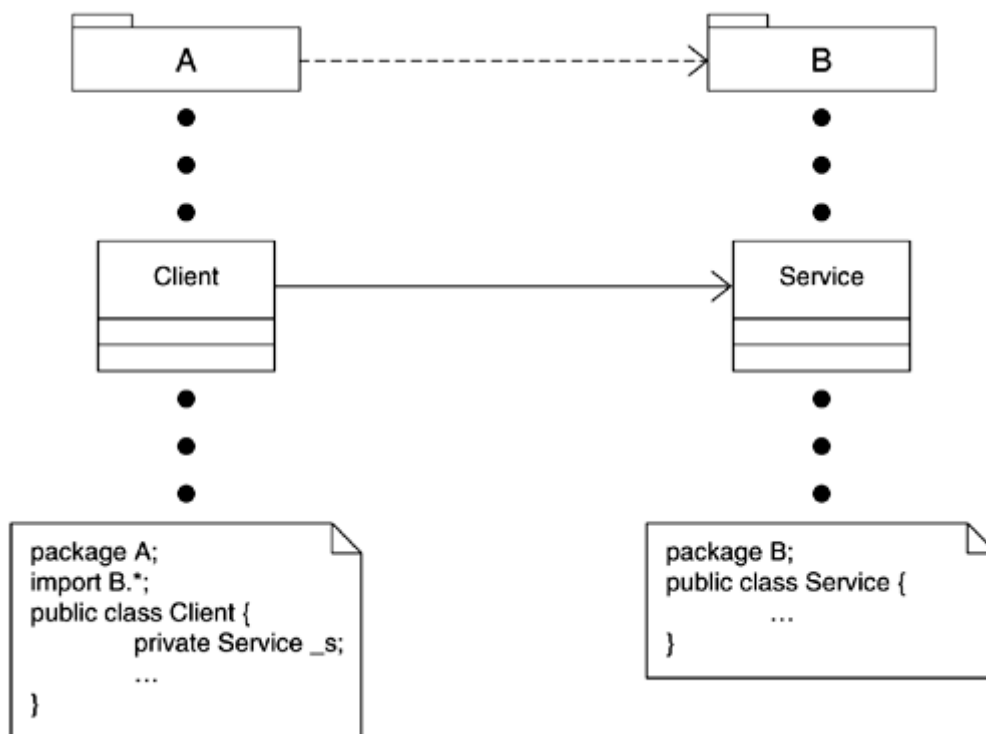 A
B
Client
Service
package A;
import B.*;
public class Client {
private Service _s;
...
}
package B;
public class Service {
...
}